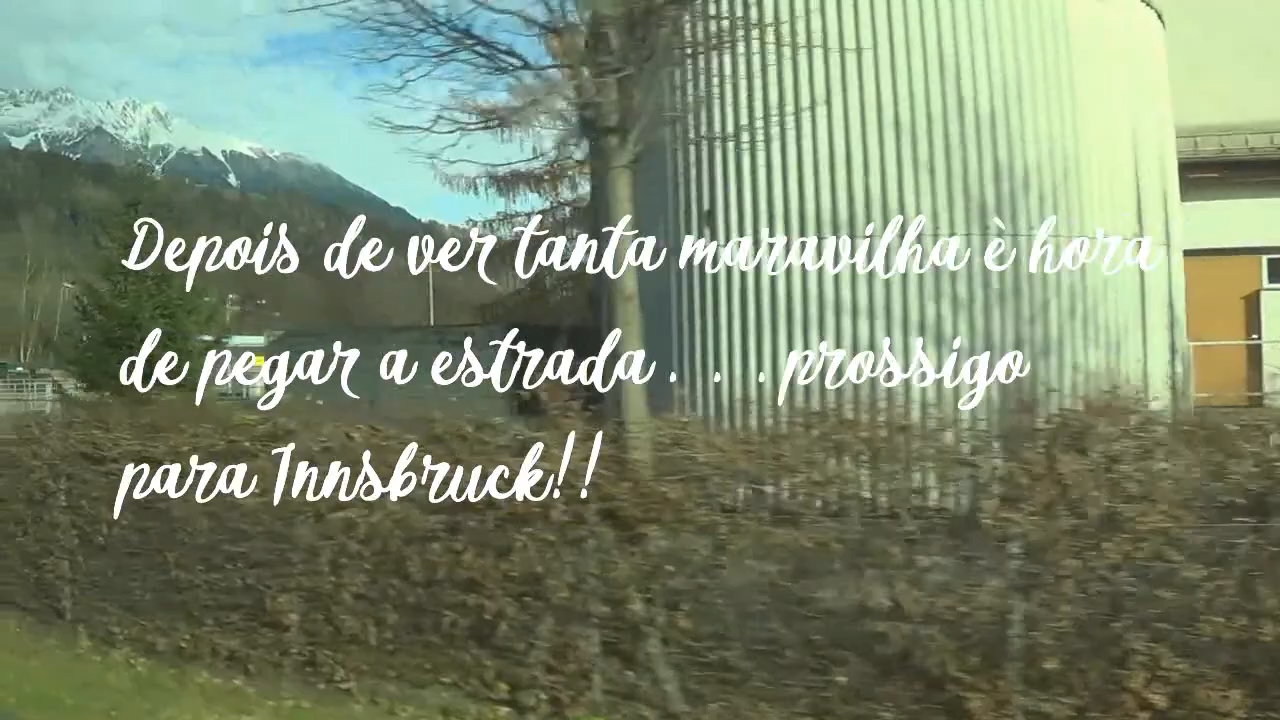 Depois de ver tanta maravilha è hora
de pegar a estrada . . . prossigo
para Innsbruck!!